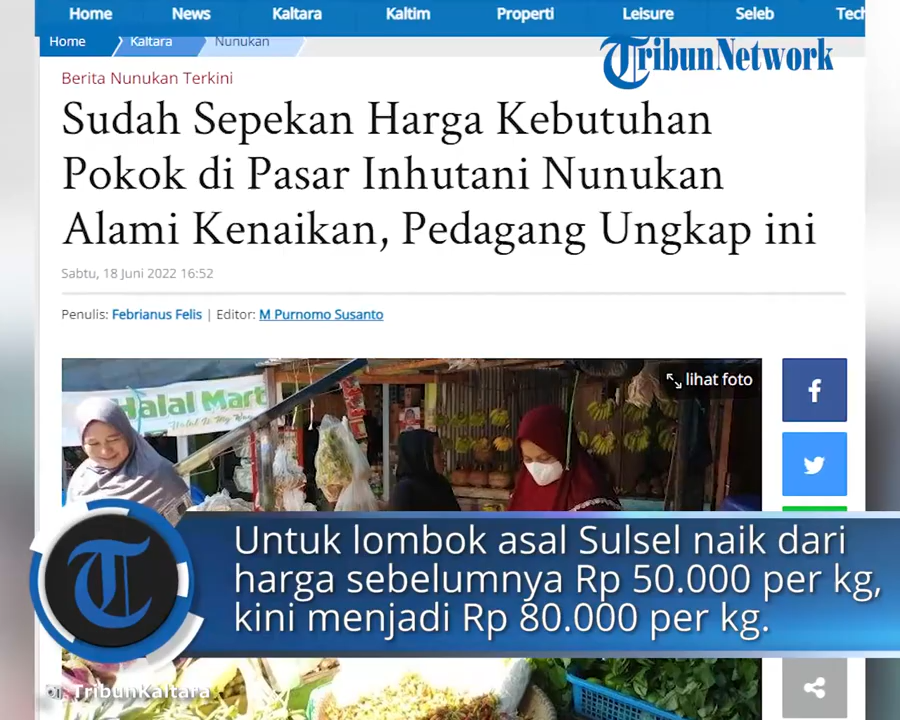 Home News Kaltara Kaltim Properti Leisure Seleb Tech
Home Kaltara Nunukan
TribunNetwork
Berita Nunukan Terkini
Sudah Sepekan Harga Kebutuhan
Pokok di Pasar Inhutani Nunukan
Alami Kenaikan, Pedagang Ungkap ini
Sabtu, 18 Juni 2022 16:52
Penulis: Febrianus Felis | Editor: M Purnomo Susanto
lihat foto
Halal Mart
Untuk lombok asal Sulsel naik dari
harga sebelumnya Rp 50.000 per kg,
kini menjadi Rp 80.000 per kg.
TribunKaltara